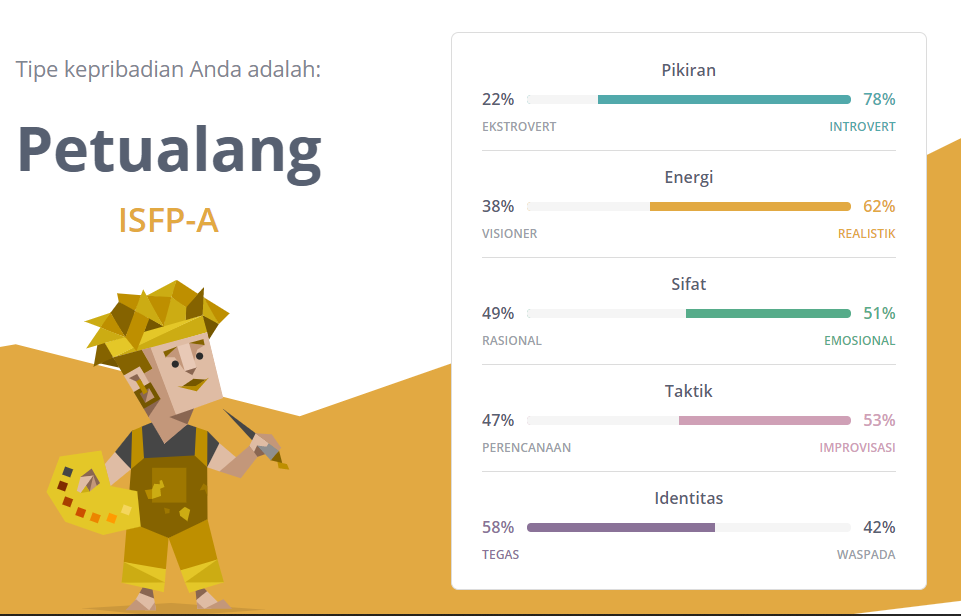 Tipe kepribadian Anda adalah:
Petualang
ISFP-A
Pikiran
22% 78%
EKSTROVERT INTROVERT
Energi
38% 62%
VISIONER REALISTIK
Sifat
49% 51%
RASIONAL EMOSIONAL
Taktik
47% 53%
PERENCANAAN IMPROVISASI
Identitas
58% 42%
TEGAS WASPADA